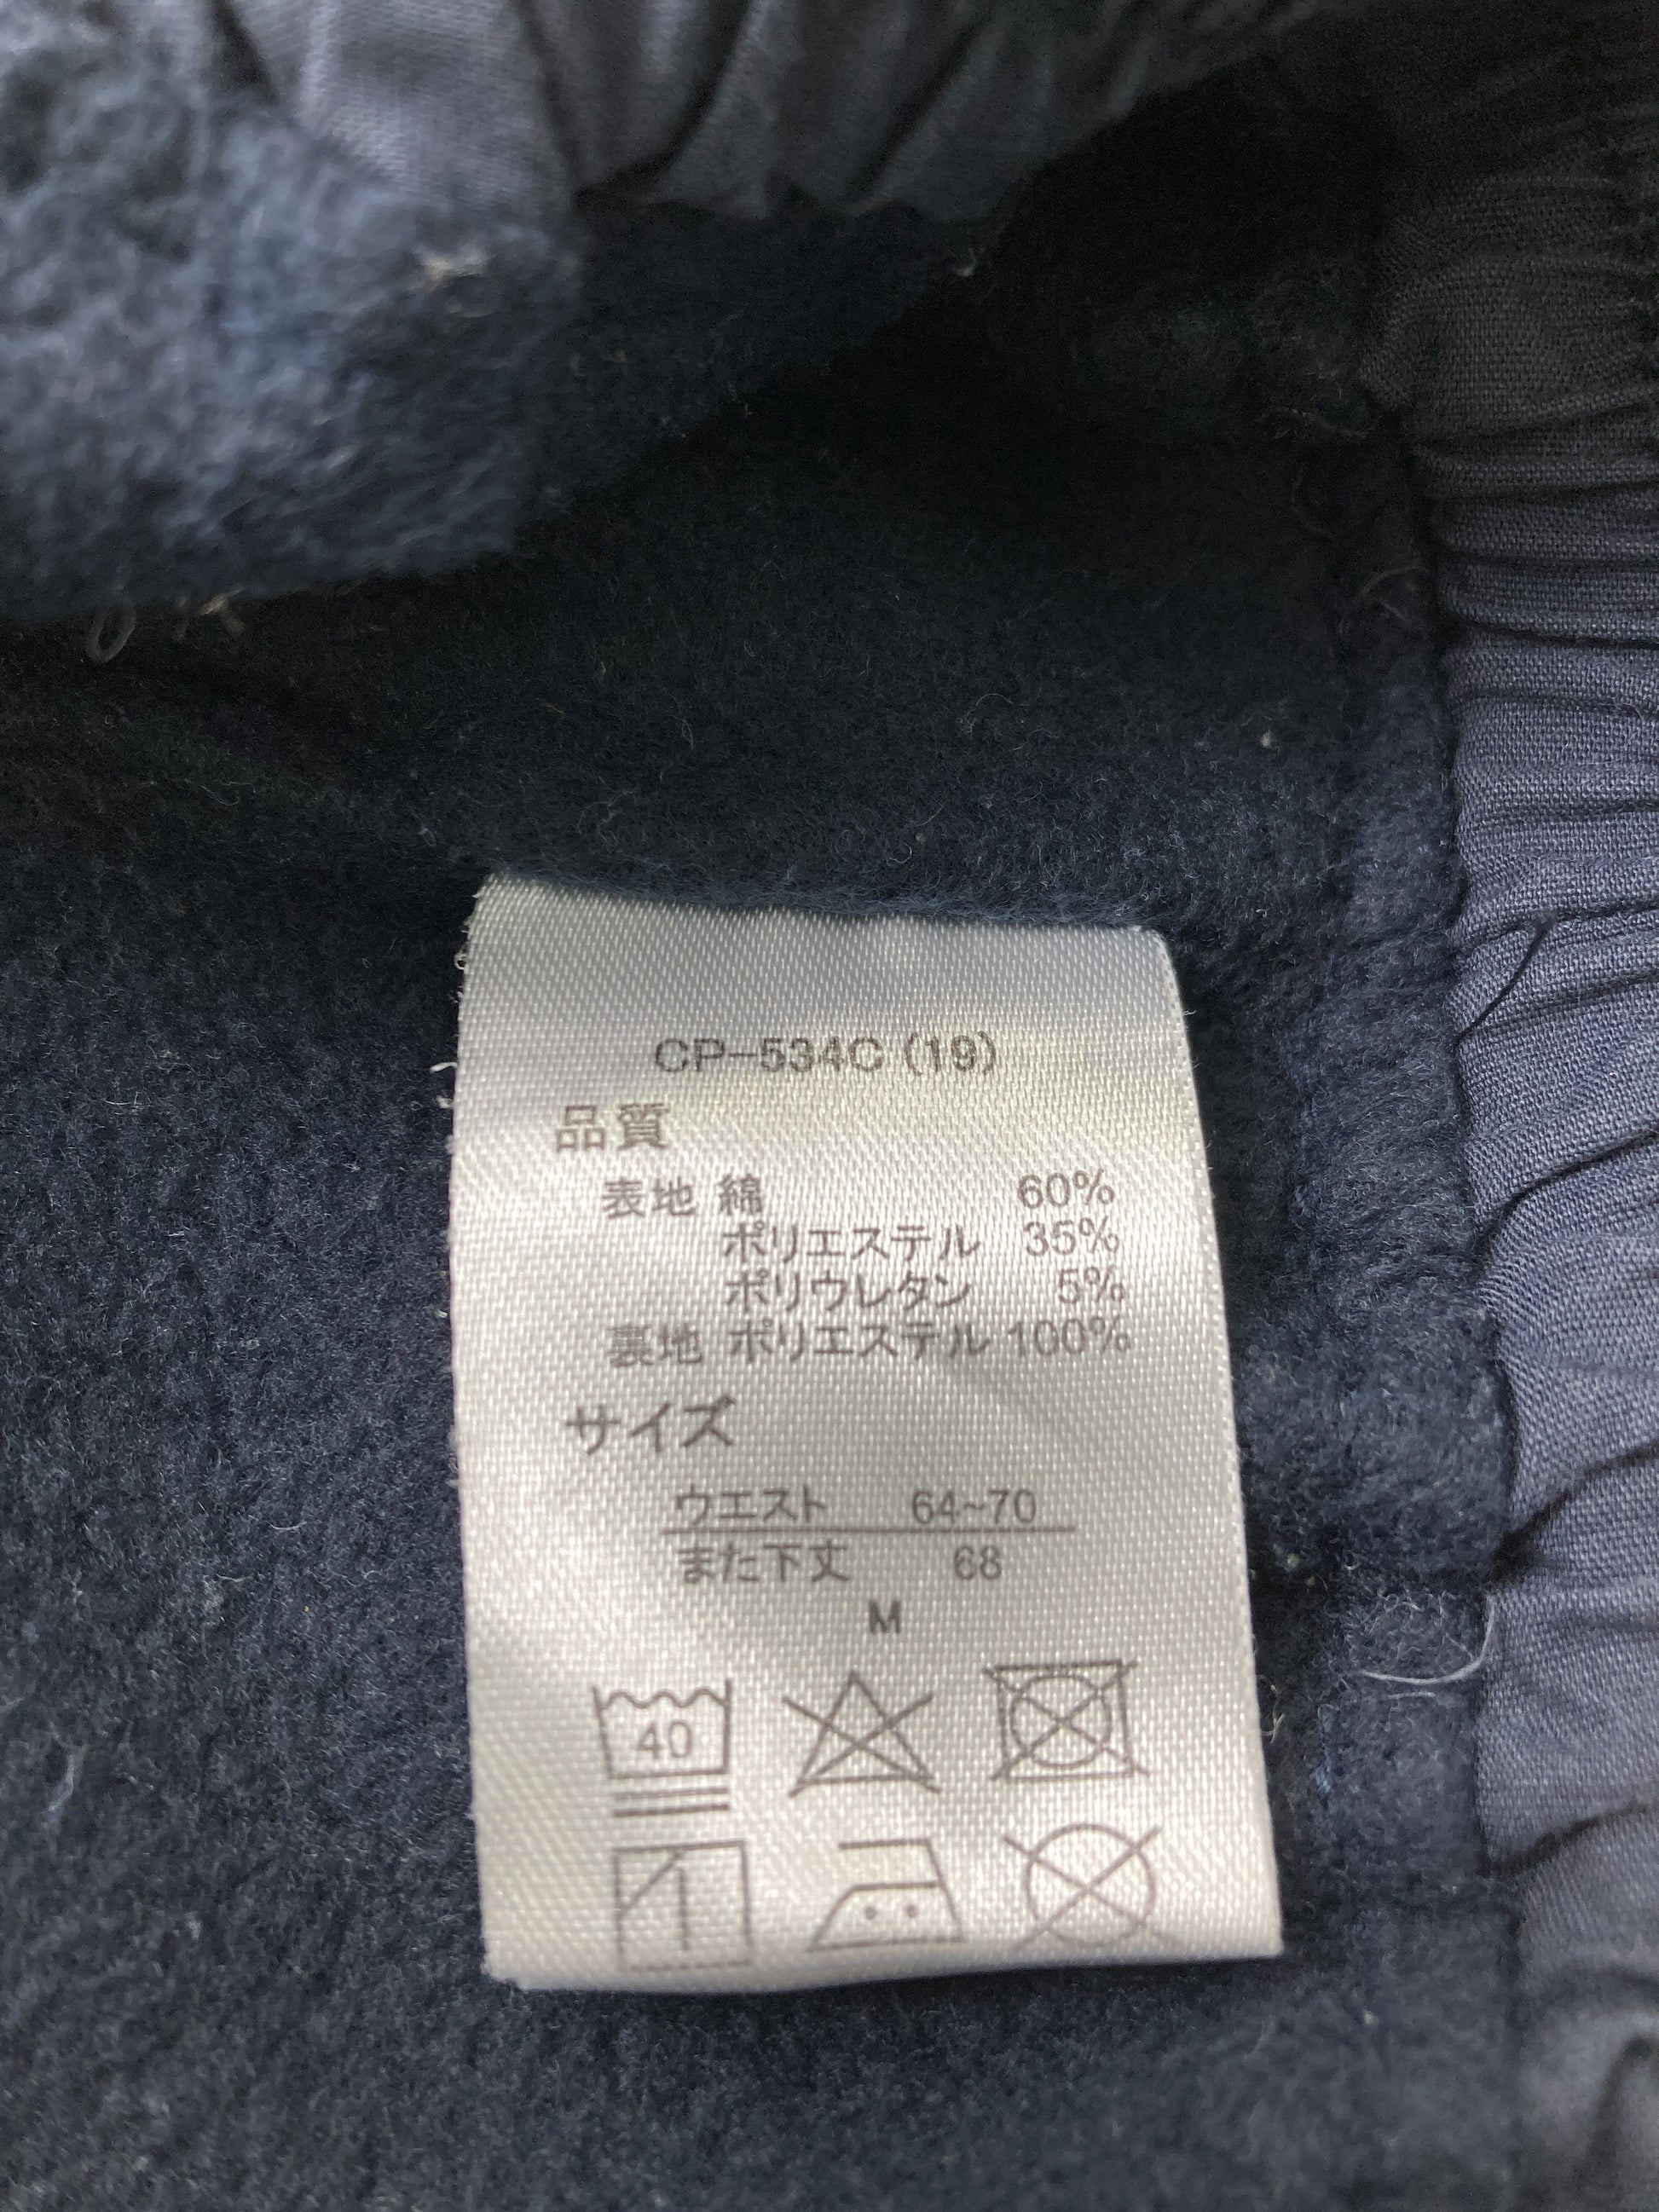 CP-534C(19)
品質
表地 綿 60%
ポリエステル 35%
ポリウレタン 5%
裏地 ポリエステル 100%
サイズ
ウエスト 64~70
また下丈 68
M
40